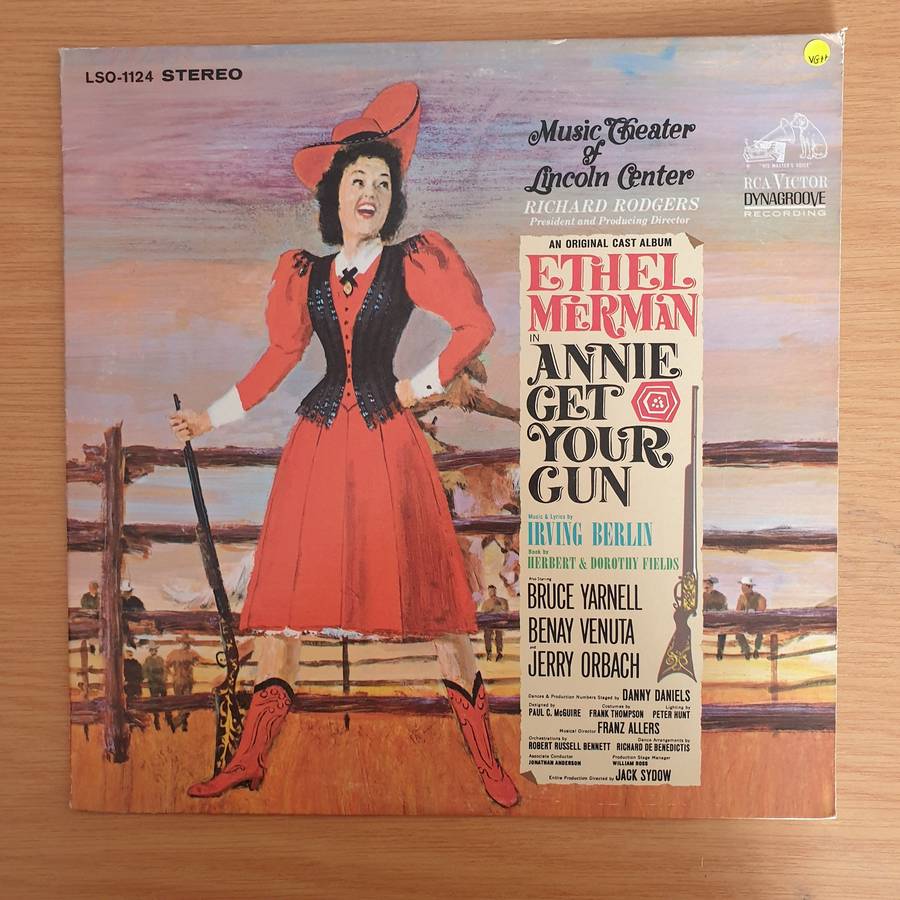 LSO-1124 STEREO
VG++
Music Theater
of
Lincoln Center
RICHARD RODGERS
President and Producing Director
"HIS MASTER'S VOICE"
RCA VICTOR
DYNAGROOVE
RECORDING
AN ORIGINAL CAST ALBUM
ETHEL
MERMAN
IN
ANNIE
GET
YOUR
GUN
Music & Lyrics by
IRVING BERLIN
Book by
HERBERT & DOROTHY FIELDS
Also Starring
BRUCE YARNELL
BENAY VENUTA
and
JERRY ORBACH
Dances & Production Numbers Staged by DANNY DANIELS
Designed by Costumes by Lighting by
PAUL C. McGUIRE FRANK THOMPSON PETER HUNT
Musical Director FRANZ ALLERS
Orchestrations by Dance Arrangements by
ROBERT RUSSELL BENNETT RICHARD DE BENEDICTIS
Associate Conductor Production Stage Manager
JONATHAN ANDERSON WILLIAM ROSS
Entire Production Directed by JACK SYDOW